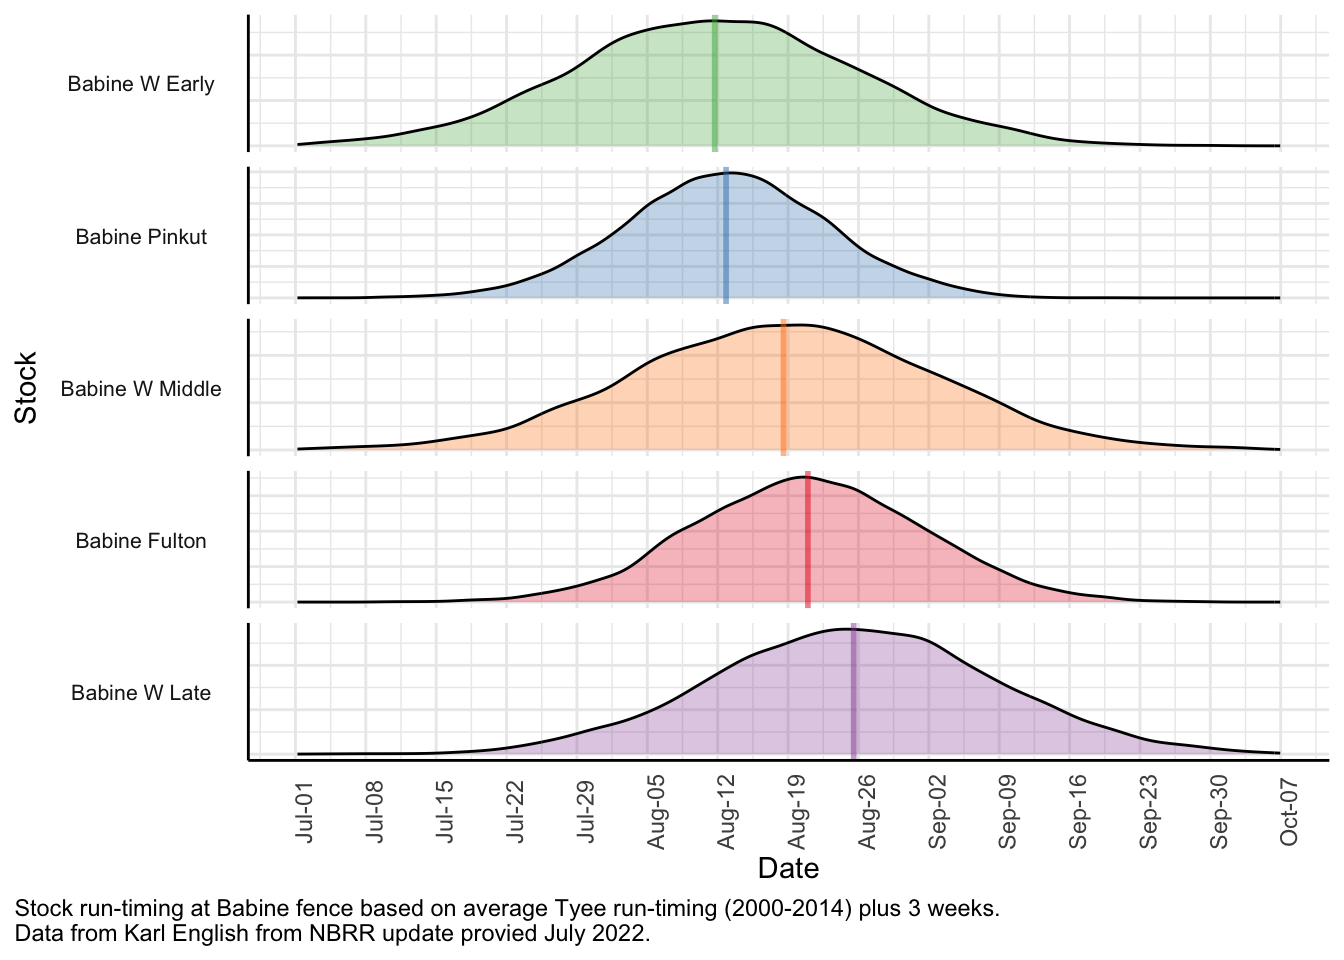 Babine W Early
Babine Pinkut
Babine W Middle
Babine Fulton
Babine W Late
Stock
Jul-01
Jul-08
Jul-15
Jul-22
Jul-29
Aug-05
Aug-12
Aug-19
Aug-26
Sep-02
Sep-09
Sep-16
Sep-23
Sep-30
Oct-07
Date
Stock run-timing at Babine fence based on average Tyee run-timing (2000-2014) plus 3 weeks.
Data from Karl English from NBRR update provied July 2022.